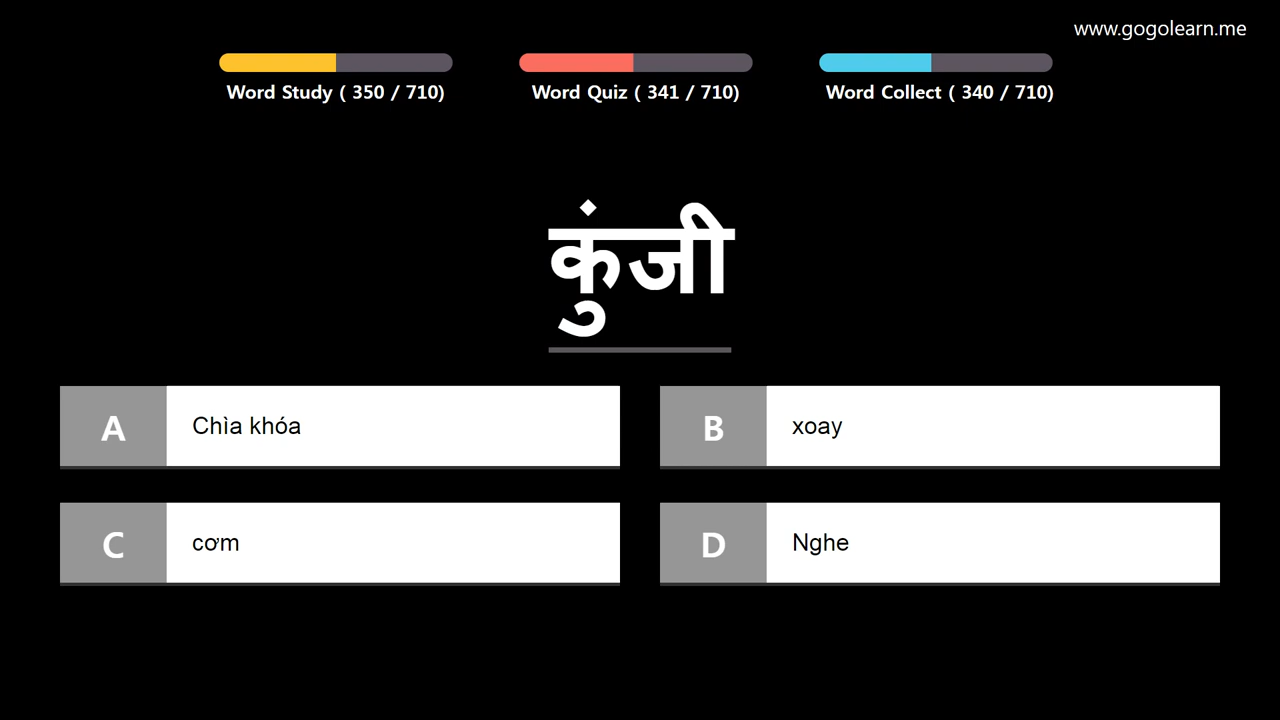 www.gogolearn.me
Word Study ( 350 / 710)
Word Quiz ( 341 / 710)
Word Collect ( 340 / 710)
कुंजी
A Chìa khóa
B xoay
C cơm
D Nghe